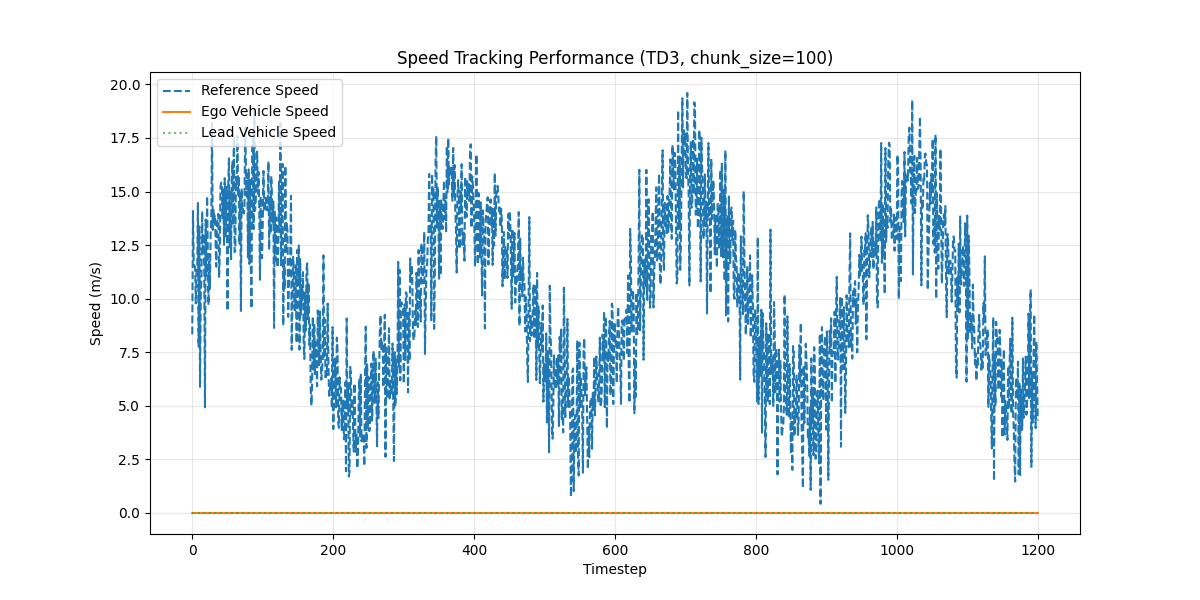 Speed Tracking Performance (TD3, chunk_size=100)
Reference Speed
Ego Vehicle Speed
Lead Vehicle Speed
Speed (m/s)
20.0
17.5
15.0
12.5
10.0
7.5
5.0
2.5
0.0
0 200 400 600 800 1000 1200
Timestep